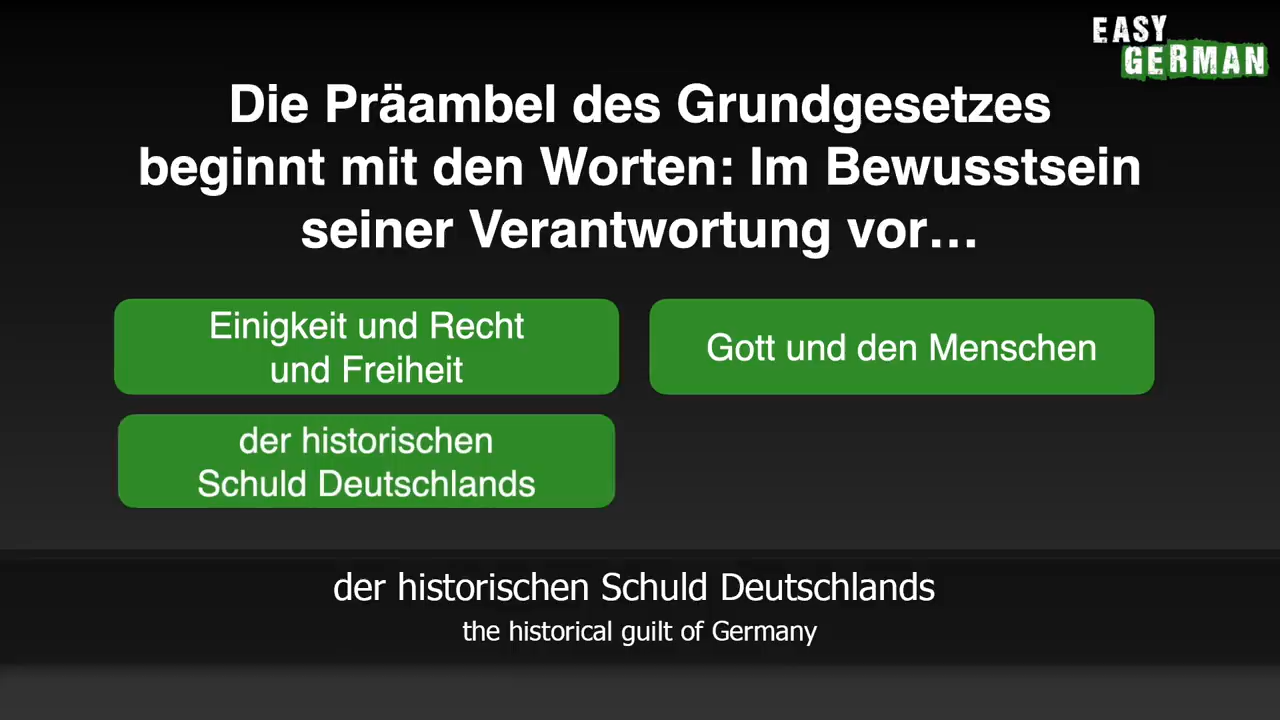 EASY
GERMAN
Die Präambel des Grundgesetzes
beginnt mit den Worten: Im Bewusstsein
seiner Verantwortung vor…
Einigkeit und Recht
und Freiheit
Gott und den Menschen
der historischen
Schuld Deutschlands
der historischen Schuld Deutschlands
the historical guilt of Germany